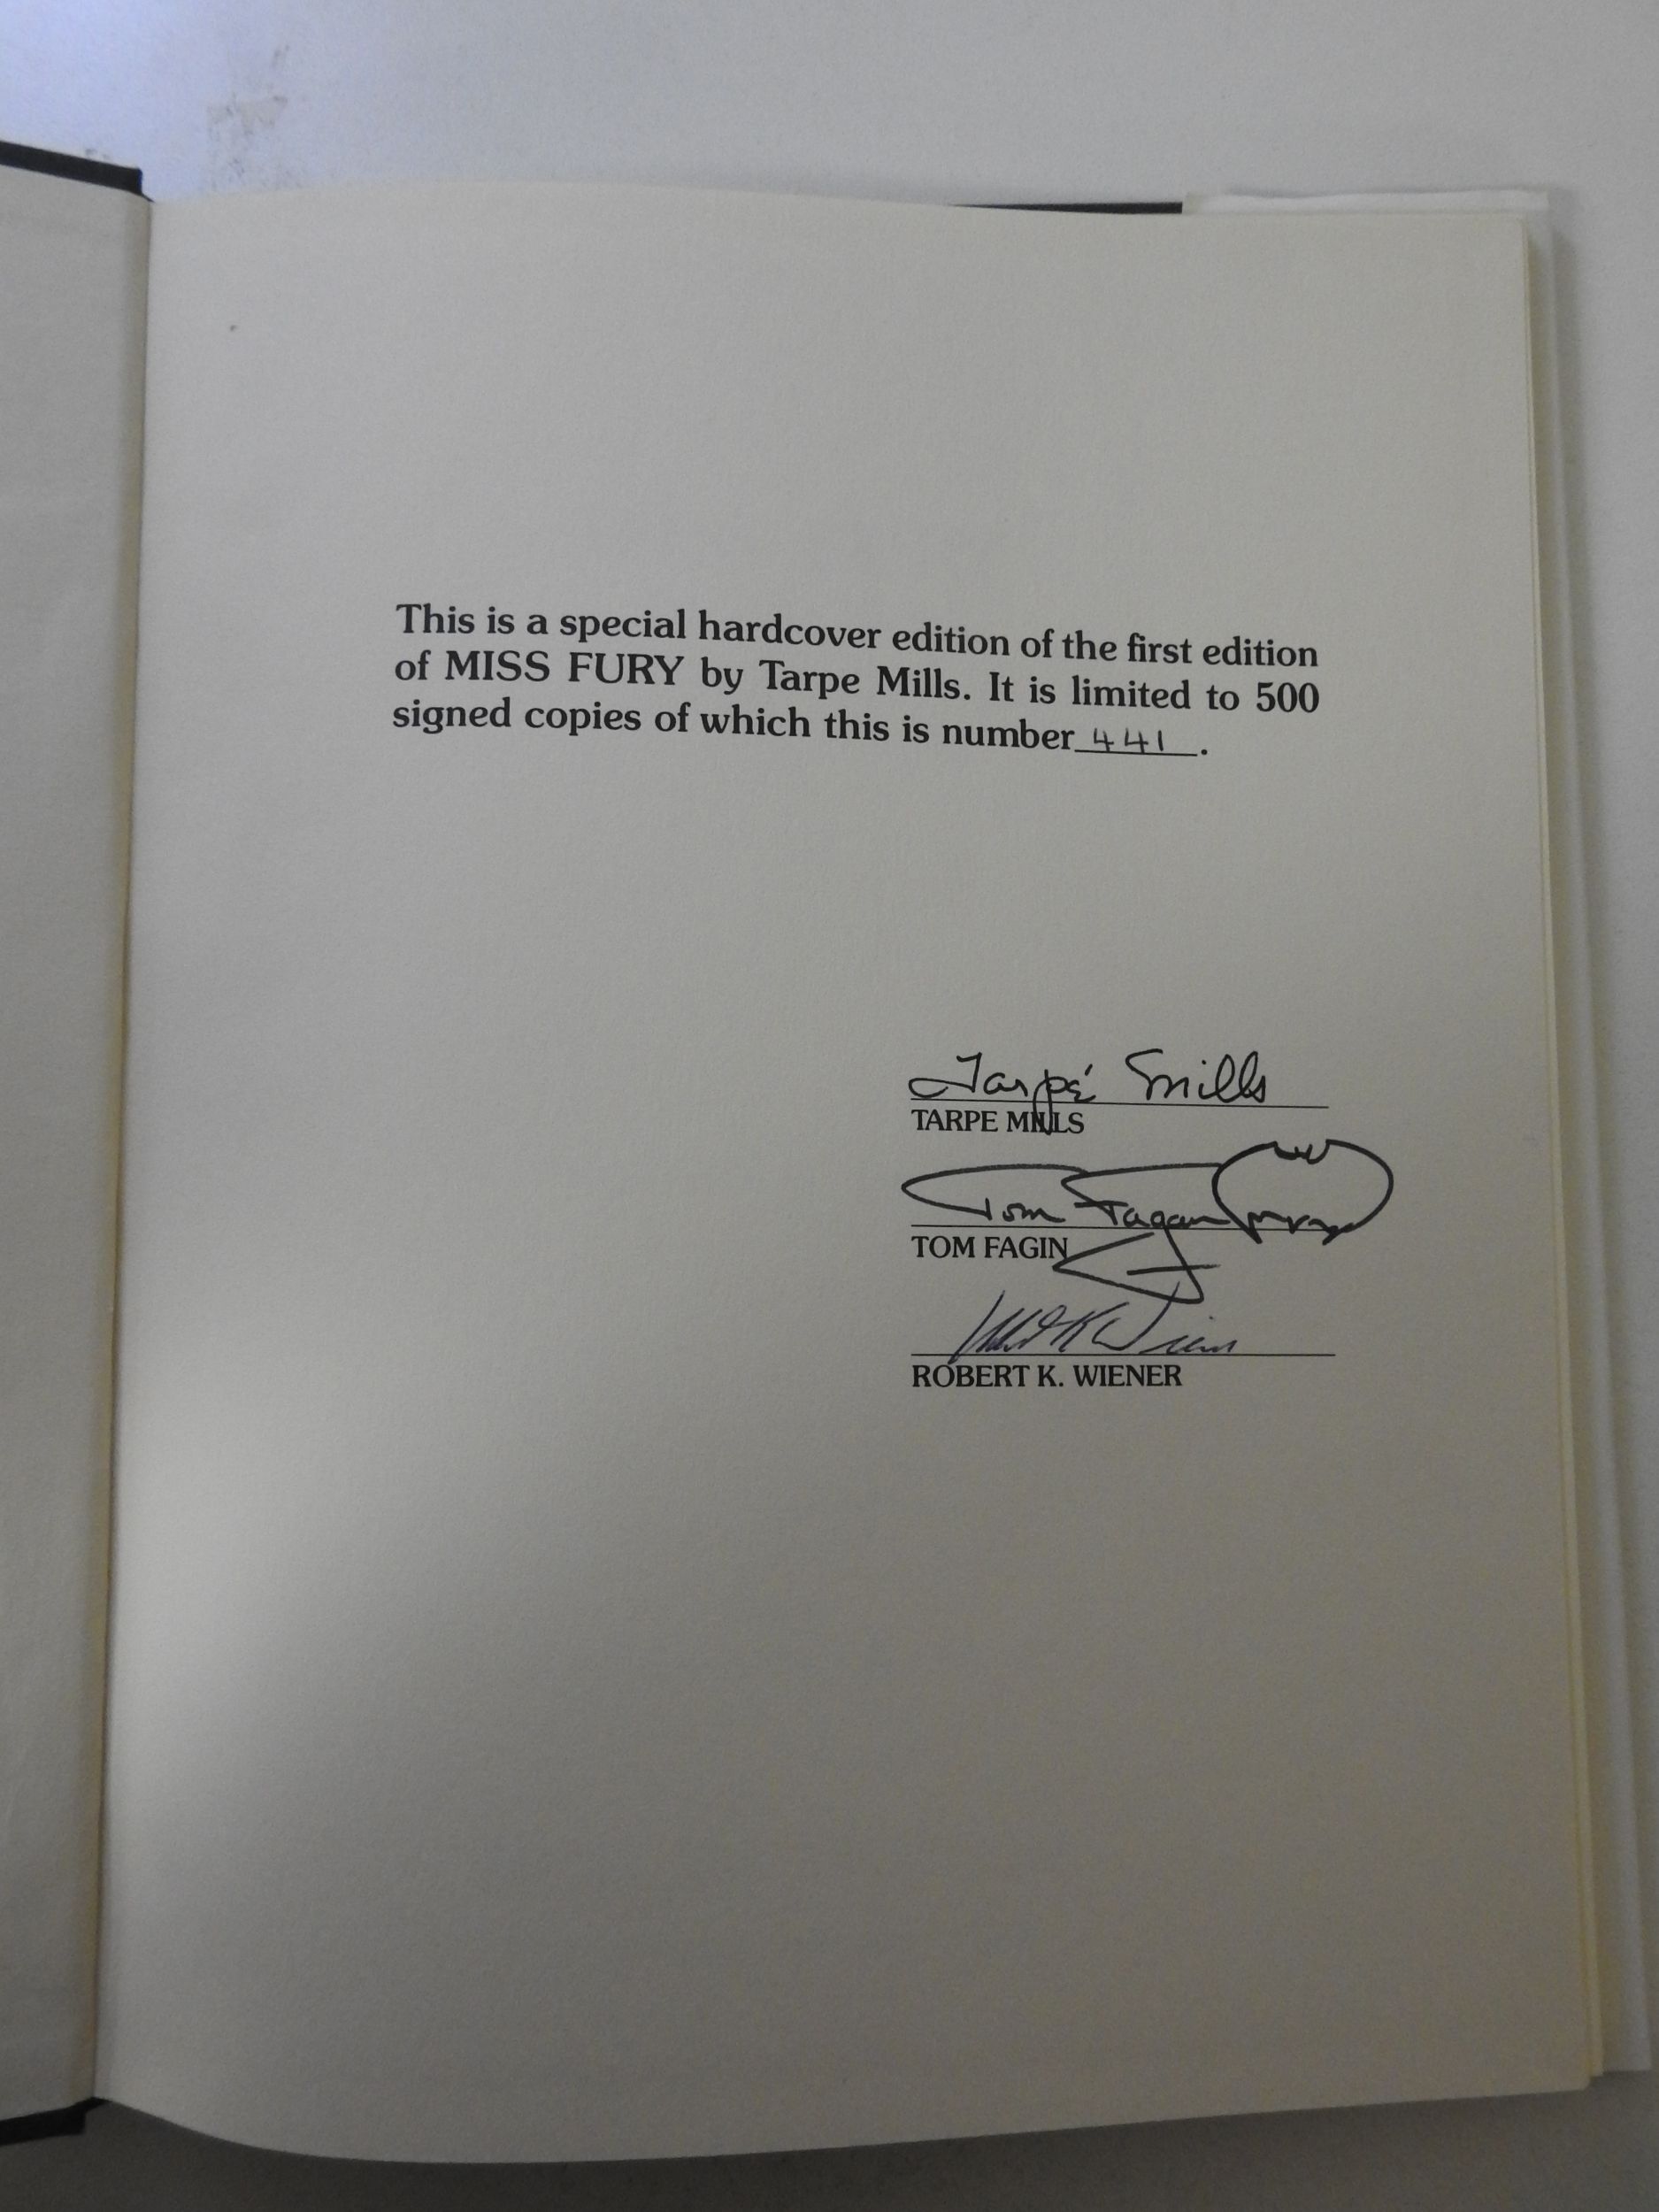 This is a special hardcover edition of the first edition
of MISS FURY by Tarpe Mills. It is limited to 500
signed copies of which this is number 441.
Tarpé Mills
TARPE MILLS
Tom Fagan
TOM FAGIN
Robert K Wiener
ROBERT K. WIENER